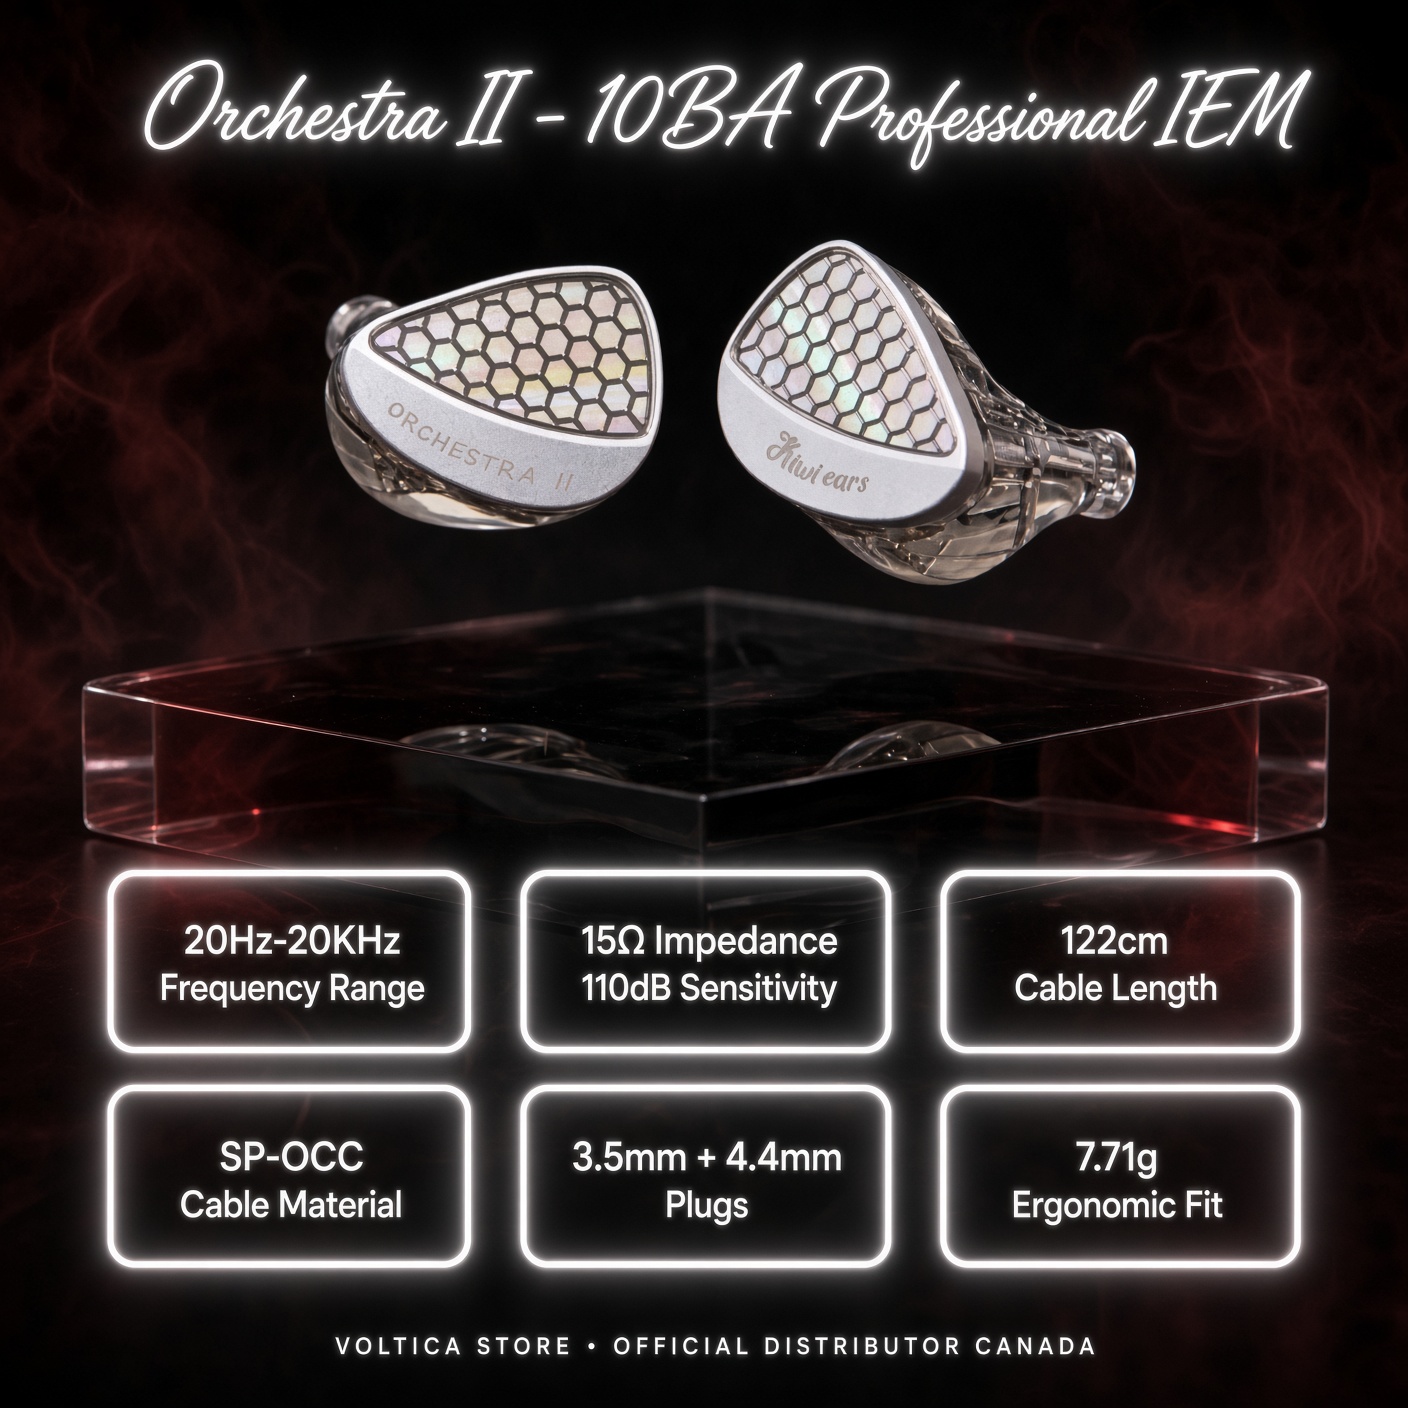 Orchestra II - 10BA Professional IEM
ORCHESTRA II
Kiwi ears
20Hz-20KHz
Frequency Range
15Ω Impedance
110dB Sensitivity
122cm
Cable Length
SP-OCC
Cable Material
3.5mm + 4.4mm
Plugs
7.71g
Ergonomic Fit
VOLTICA STORE • OFFICIAL DISTRIBUTOR CANADA